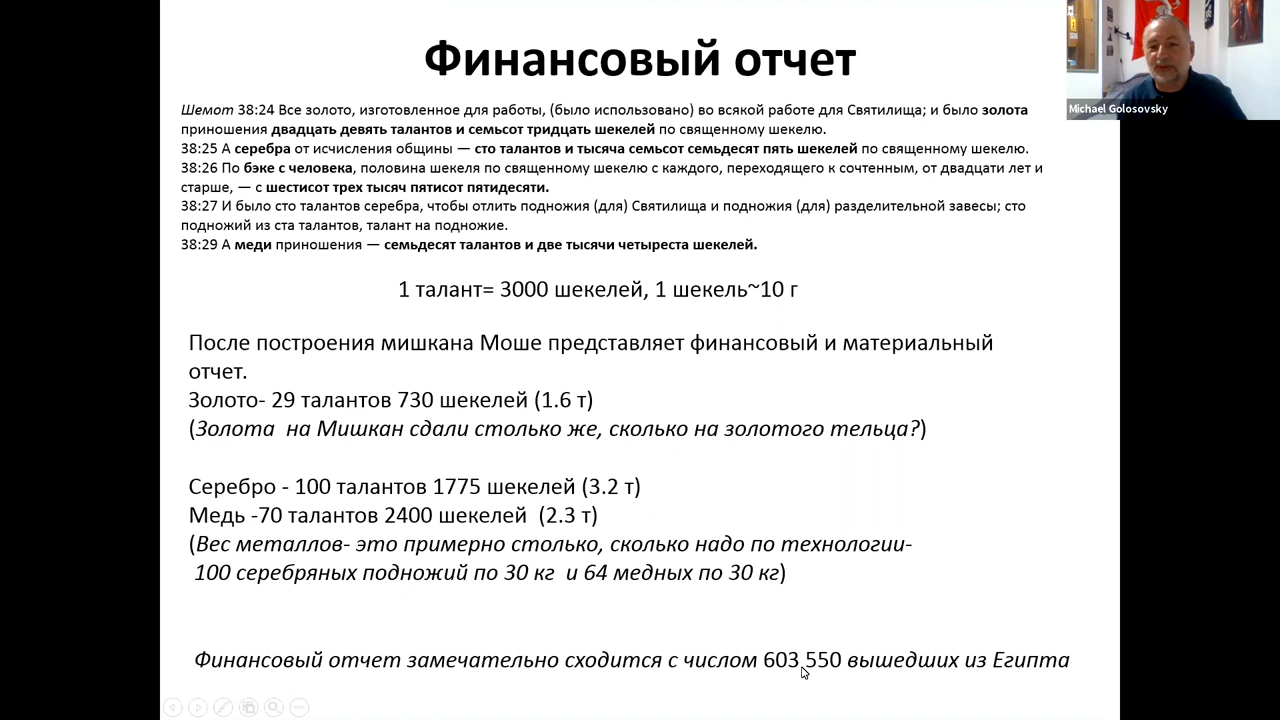 Финансовый отчет
Michael Golosovsky
Шемот 38:24 Все золото, изготовленное для работы, (было использовано) во всякой работе для Святилища; и было золота
приношения двадцать девять талантов и семьсот тридцать шекелей по священному шекелю.
38:25 А серебра от исчисления общины — сто талантов и тысяча семьсот семьдесят пять шекелей по священному шекелю.
38:26 По бэке с человека, половина шекеля по священному шекелю с каждого, переходящего к сочтенным, от двадцати лет и
старше, — с шестисот трех тысяч пятисот пятидесяти.
38:27 И было сто талантов серебра, чтобы отлить подножия (для) Святилища и подножия (для) разделительной завесы; сто
подножий из ста талантов, талант на подножие.
38:29 А меди приношения — семьдесят талантов и две тысячи четыреста шекелей.
1 талант= 3000 шекелей, 1 шекель~10 г
После построения мишкана Моше представляет финансовый и материальный
отчет.
Золото- 29 талантов 730 шекелей (1.6 т)
(Золота на Мишкан сдали столько же, сколько на золотого тельца?)
Серебро - 100 талантов 1775 шекелей (3.2 т)
Медь -70 талантов 2400 шекелей (2.3 т)
(Вес металлов- это примерно столько, сколько надо по технологии-
100 серебряных подножий по 30 кг и 64 медных по 30 кг)
Финансовый отчет замечательно сходится с числом 603 550 вышедших из Египта